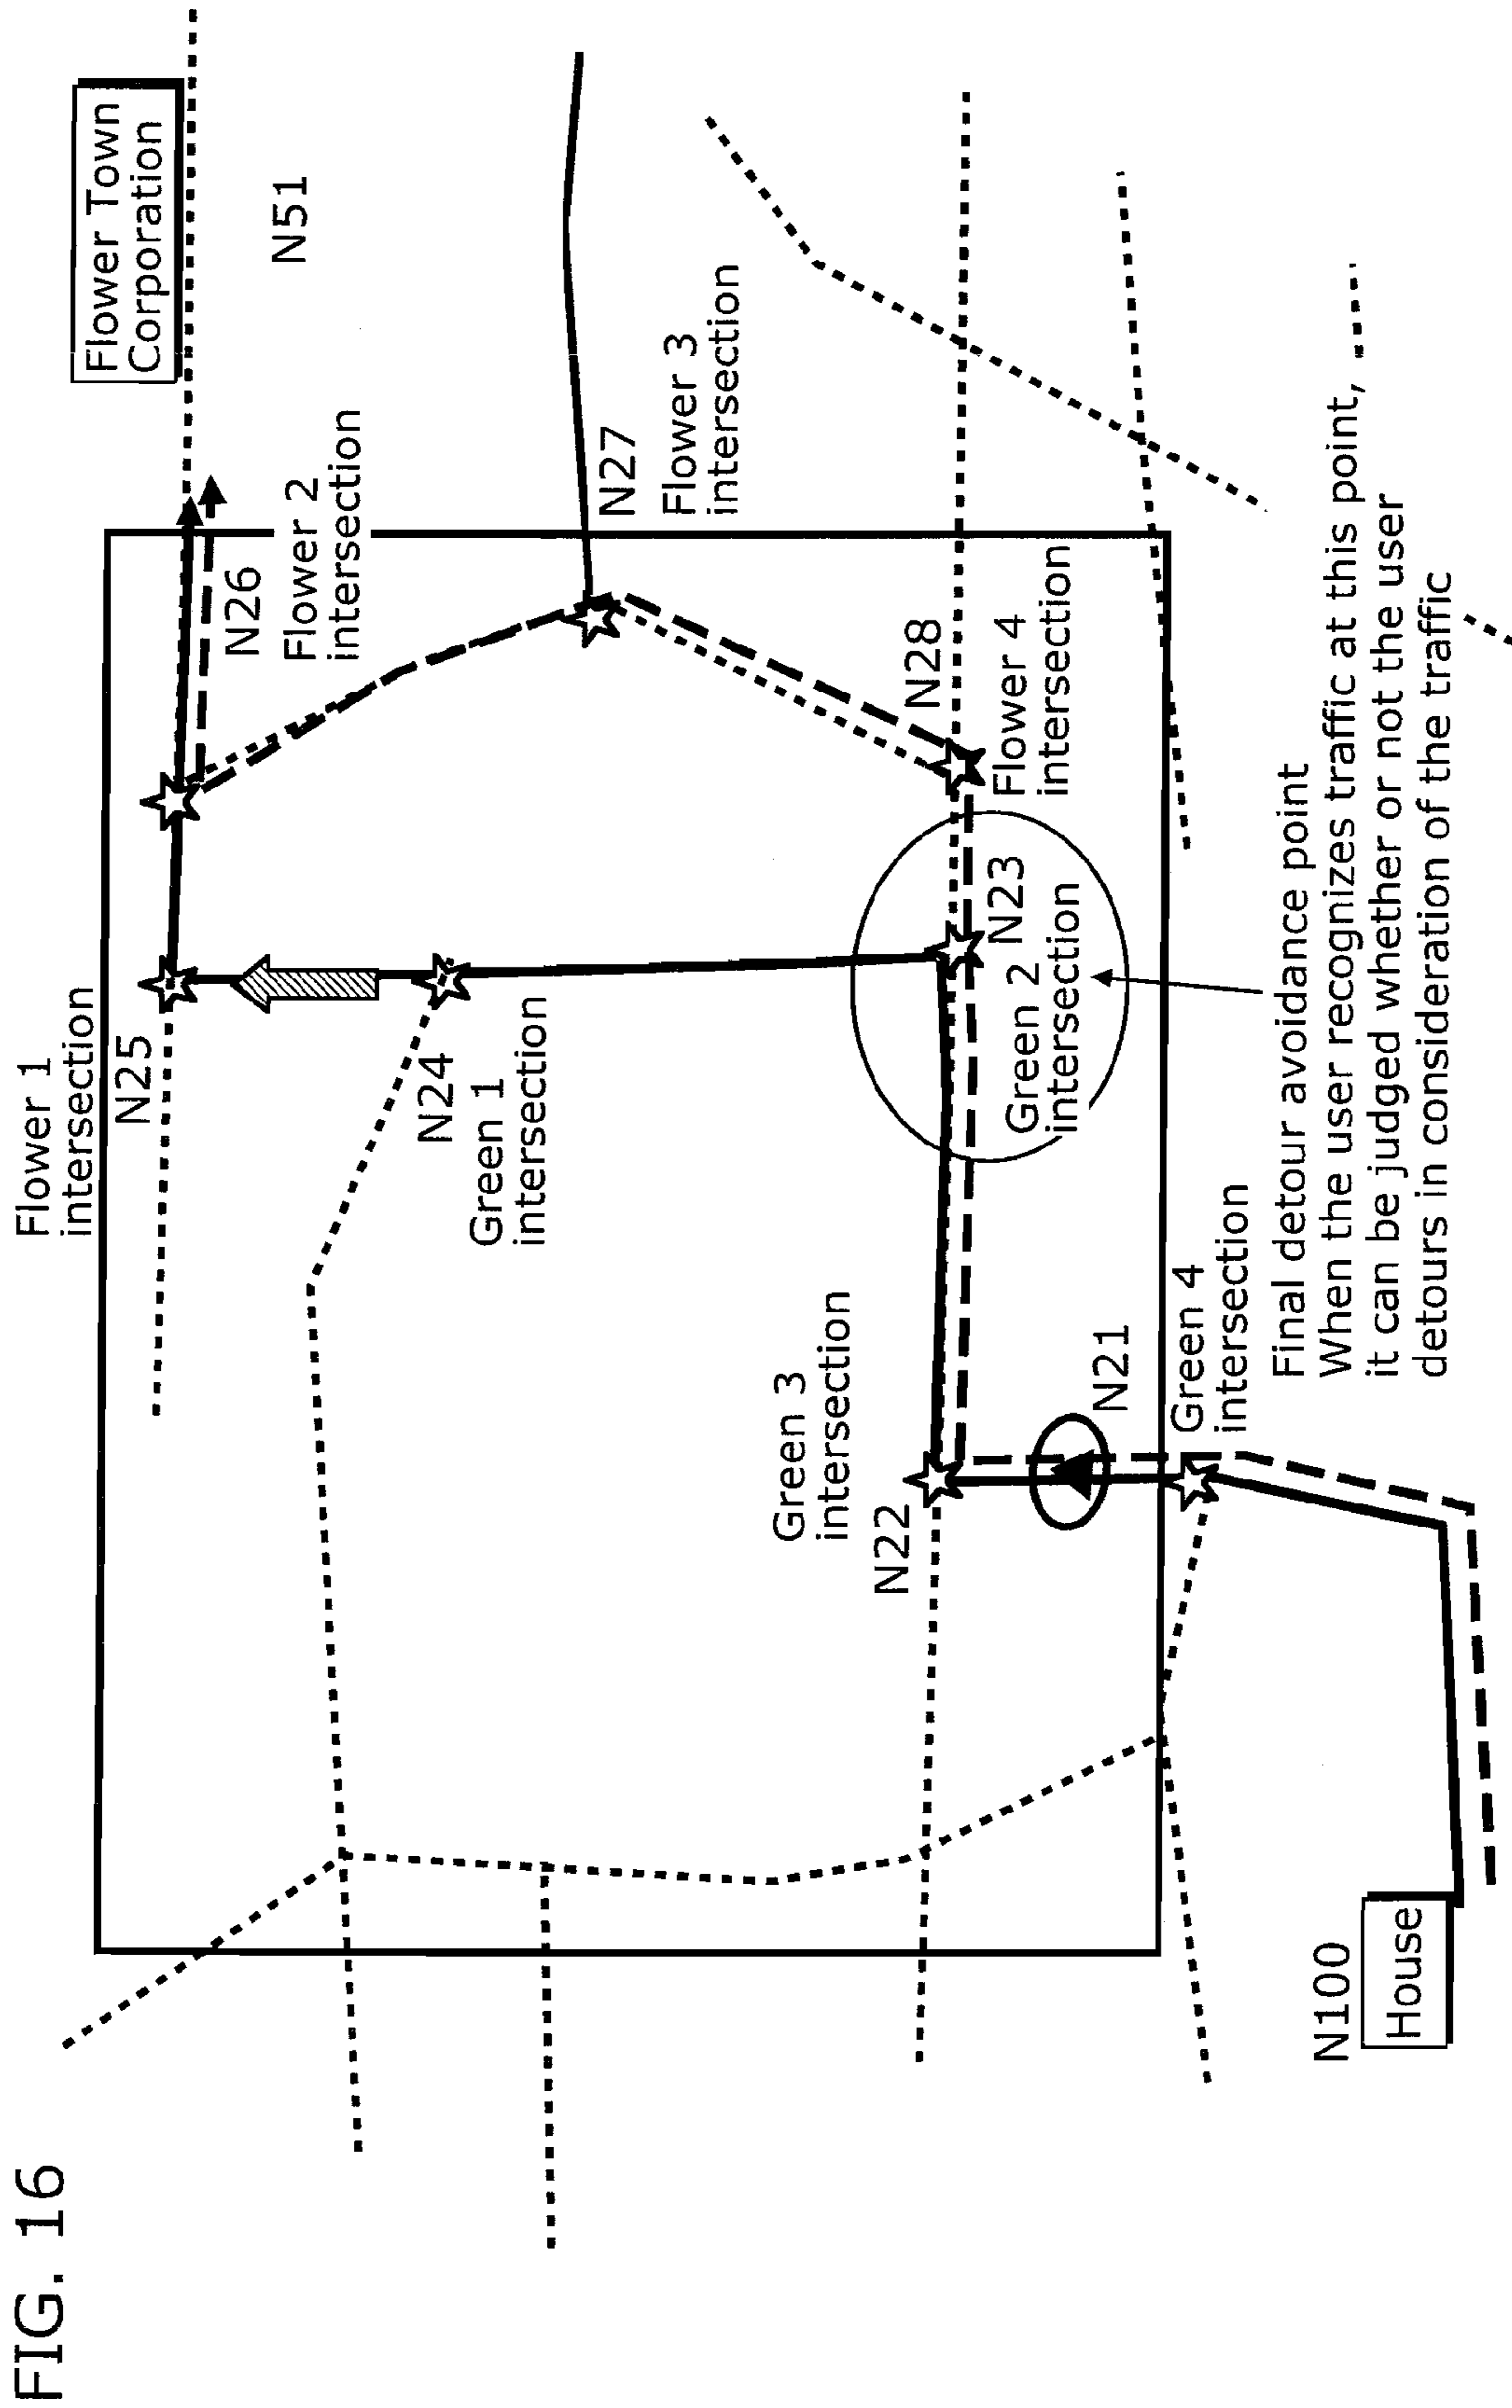 FIG. 16
Flower 1
intersection
N25
Flower Town
Corporation
N51
N26
Flower 2
intersection
N24
Green 1
intersection
N27
Flower 3
intersection
Green 3
intersection
N22
N28
Flower 4
intersection
N23
Green 2
intersection
N21
Green 4
intersection
N100
House
Final detour avoidance point
When the user recognizes traffic at this point,
it can be judged whether or not the user
detours in consideration of the traffic